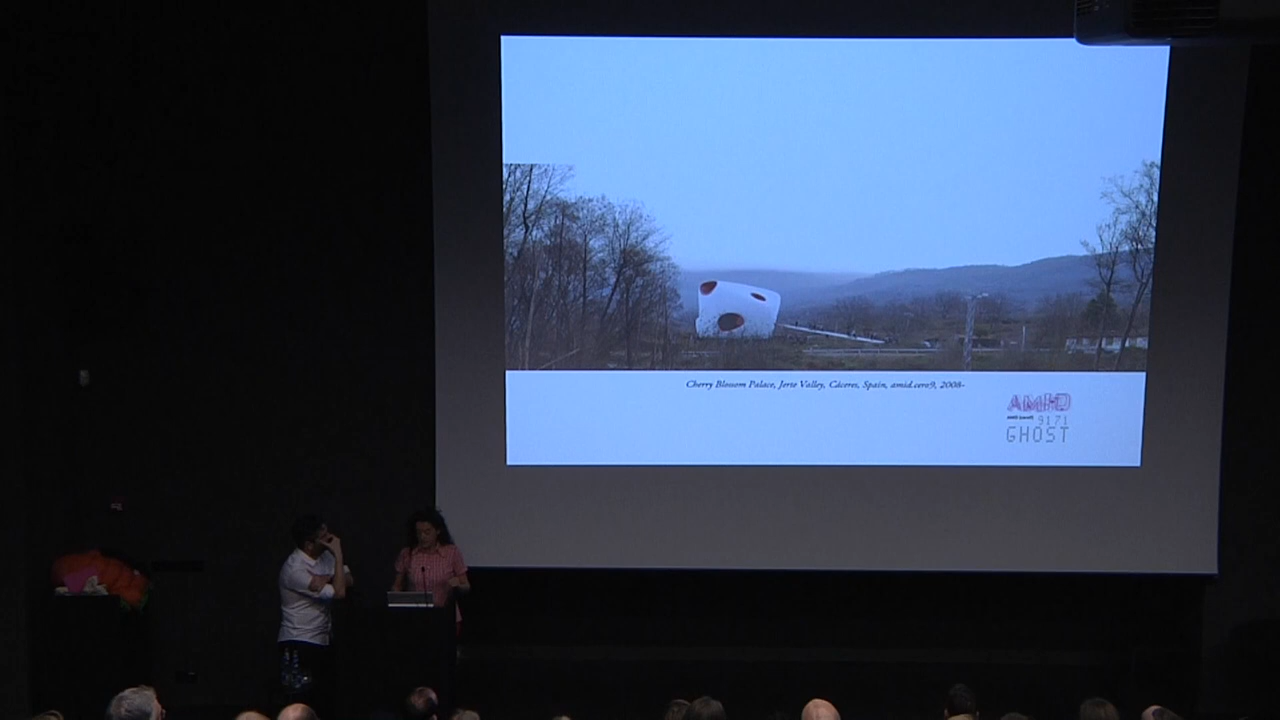 Cherry Blossom Palace, Jerte Valley, Cáceres, Spain, amid.cero9, 2008-
AMID
9171
GHOST